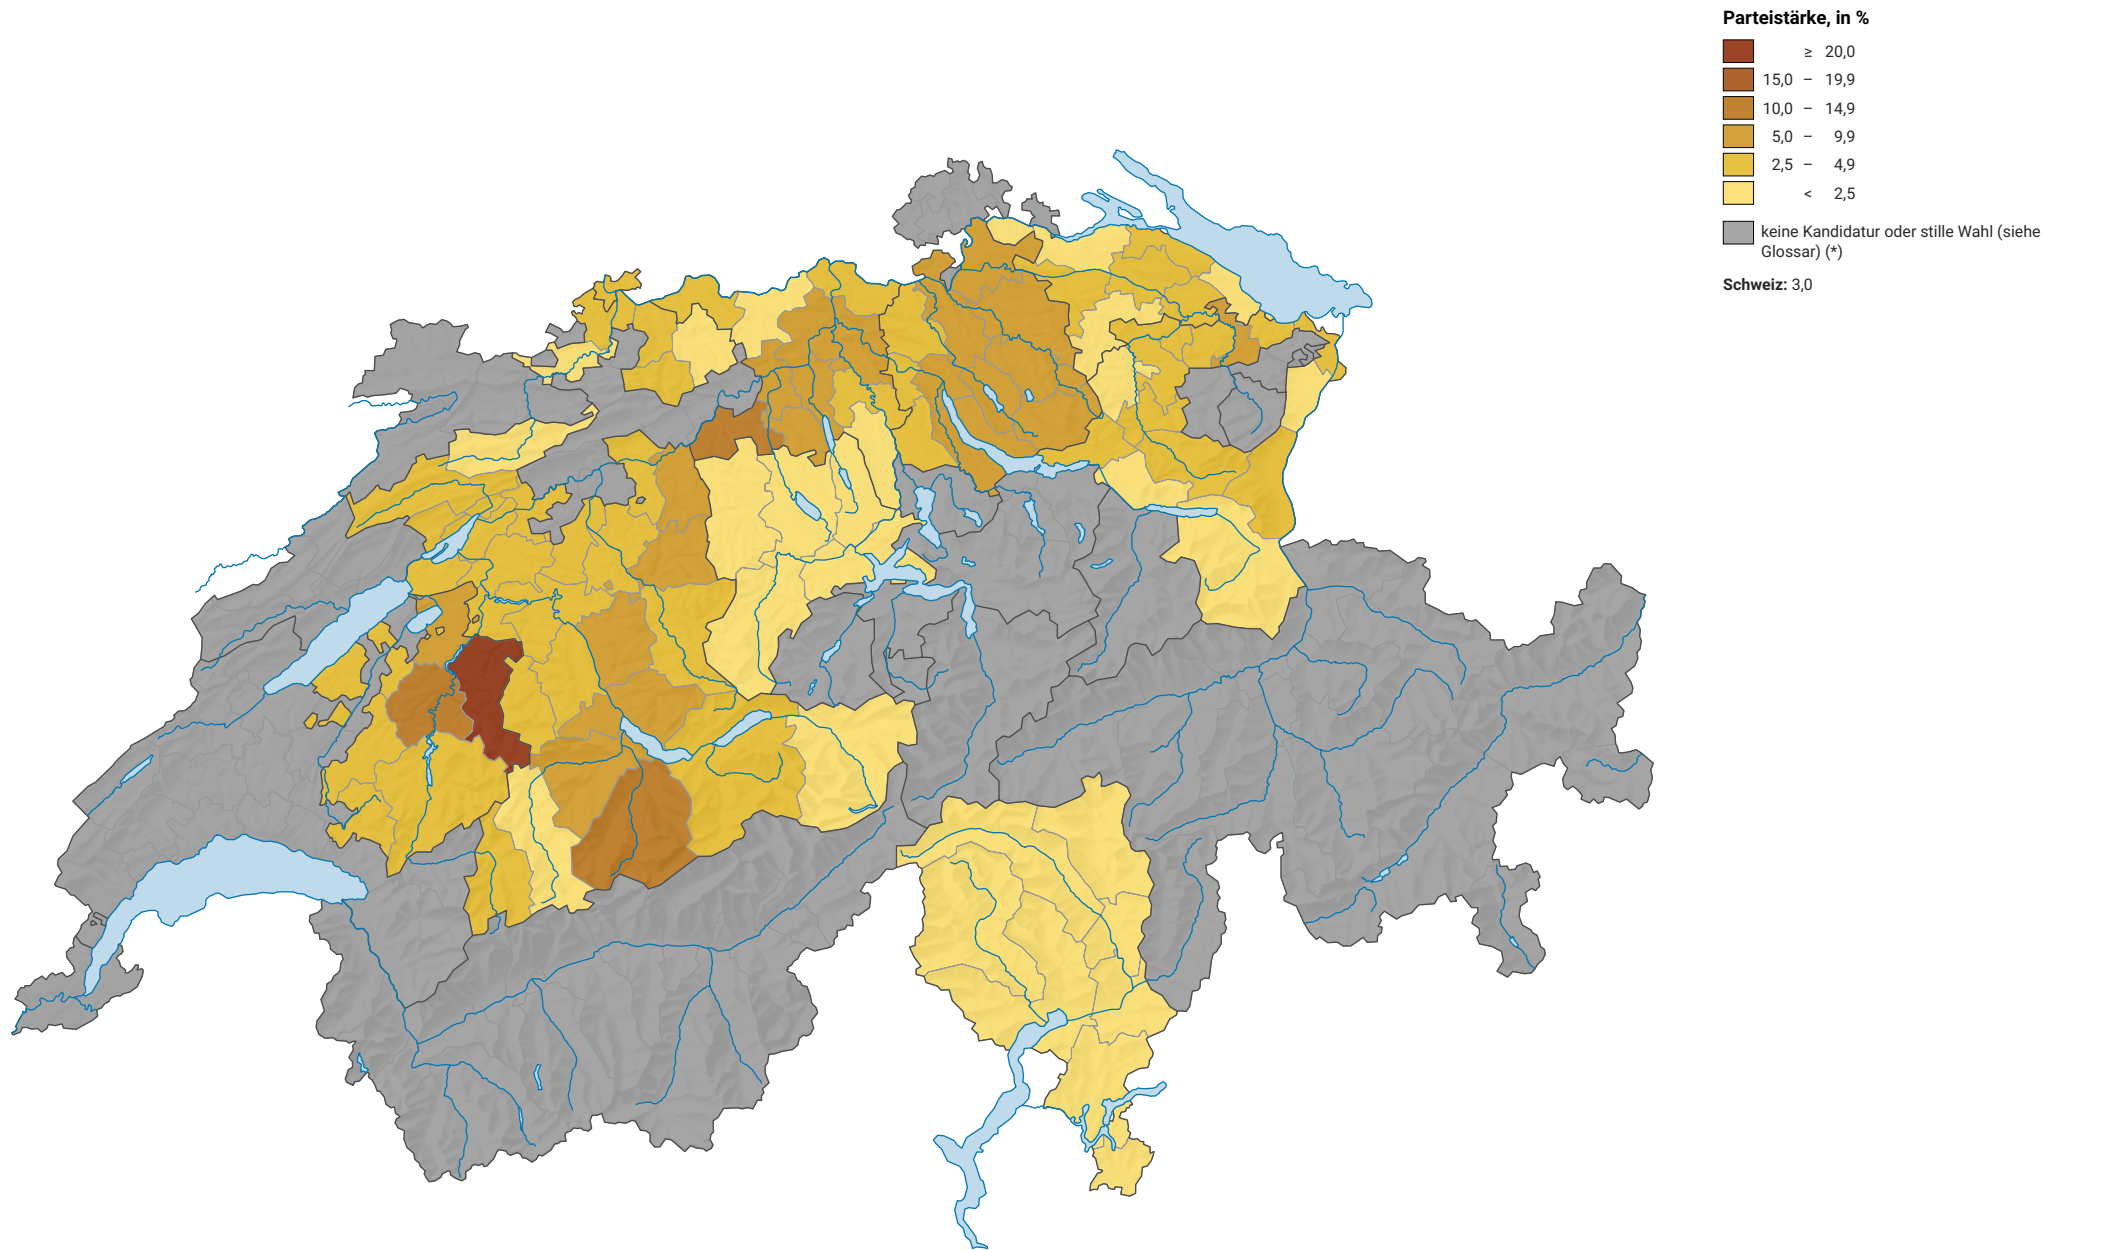 Parteistärke, in %
≥ 20,0
15,0 – 19,9
10,0 – 14,9
5,0 – 9,9
2,5 – 4,9
< 2,5
keine Kandidatur oder stille Wahl (siehe
Glossar) (*)
Schweiz: 3,0